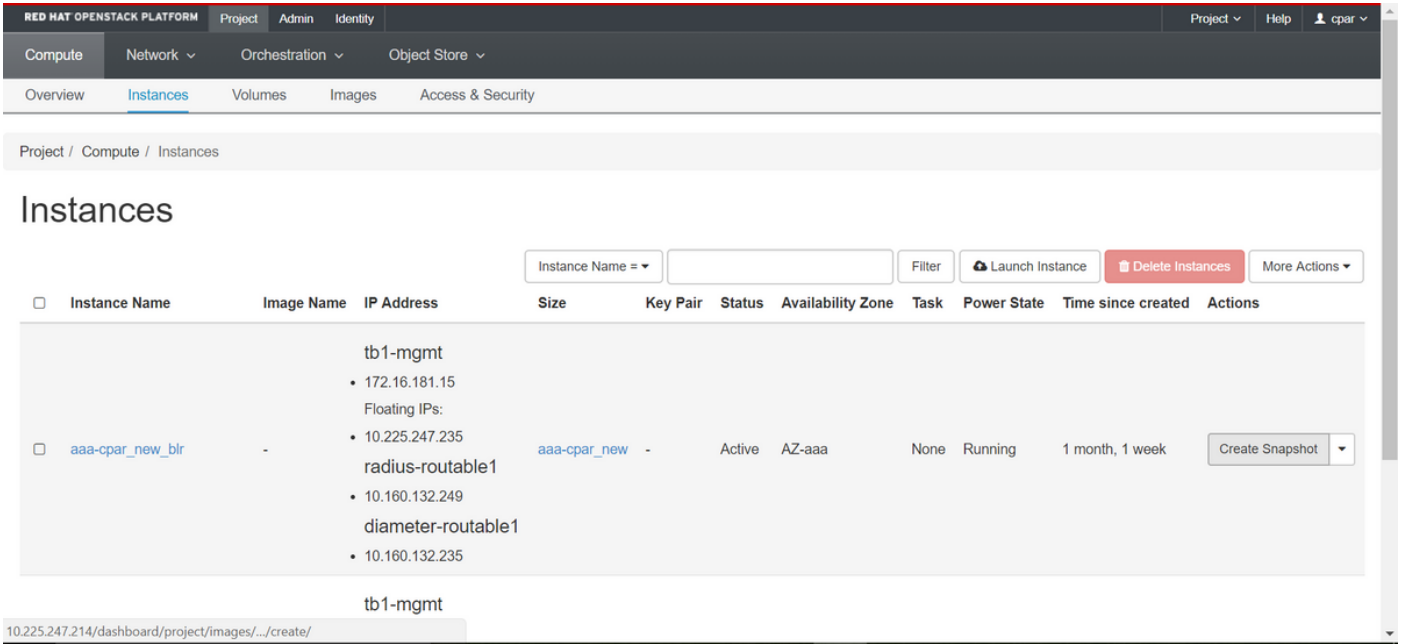 RED HAT OPENSTACK PLATFORM Project Admin Identity Project Help cpar
Compute Network Orchestration Object Store
Overview Instances Volumes Images Access & Security
Project / Compute / Instances
Instances
Instance Name = Filter Launch Instance Delete Instances More Actions
Instance Name Image Name IP Address Size Key Pair Status Availability Zone Task Power State Time since created Actions
tb1-mgmt
• 172.16.181.15
Floating IPs:
• 10.225.247.235
aaa-cpar_new_blr - aaa-cpar_new - Active AZ-aaa None Running 1 month, 1 week Create Snapshot
radius-routable1
• 10.160.132.249
diameter-routable1
• 10.160.132.235
tb1-mgmt
10.225.247.214/dashboard/project/images/.../create/